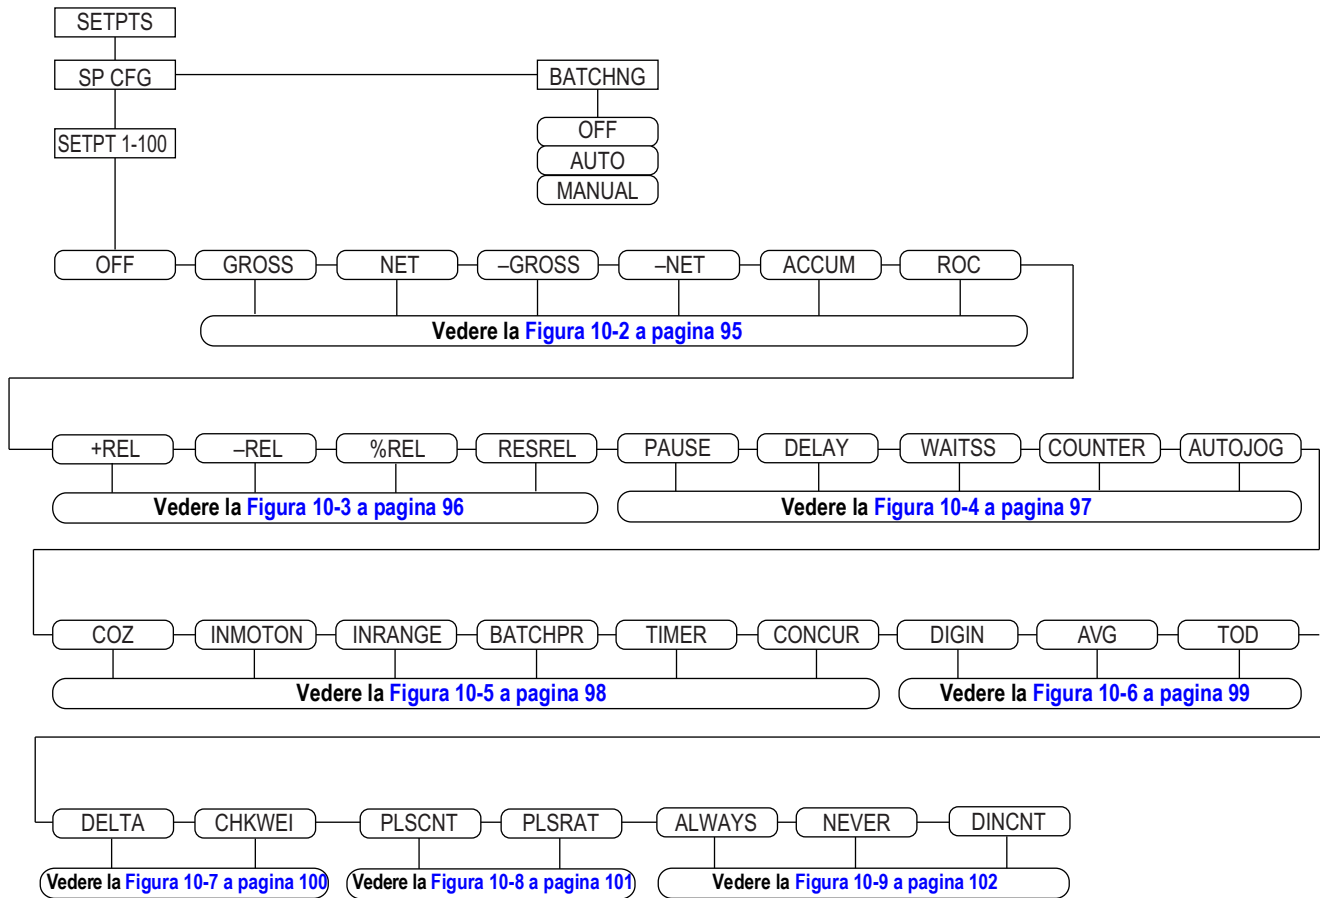 SETPTS
SP CFG BATCHNG
SETPT 1-100 OFF
AUTO
MANUAL
OFF GROSS NET –GROSS –NET ACCUM ROC
Vedere la Figura 10-2 a pagina 95
+REL –REL %REL RESREL PAUSE DELAY WAITSS COUNTER AUTOJOG
Vedere la Figura 10-3 a pagina 96 Vedere la Figura 10-4 a pagina 97
COZ INMOTON INRANGE BATCHPR TIMER CONCUR DIGIN AVG TOD
Vedere la Figura 10-5 a pagina 98 Vedere la Figura 10-6 a pagina 99
DELTA CHKWEI PLSCNT PLSRAT ALWAYS NEVER DINCNT
Vedere la Figura 10-7 a pagina 100 Vedere la Figura 10-8 a pagina 101 Vedere la Figura 10-9 a pagina 102